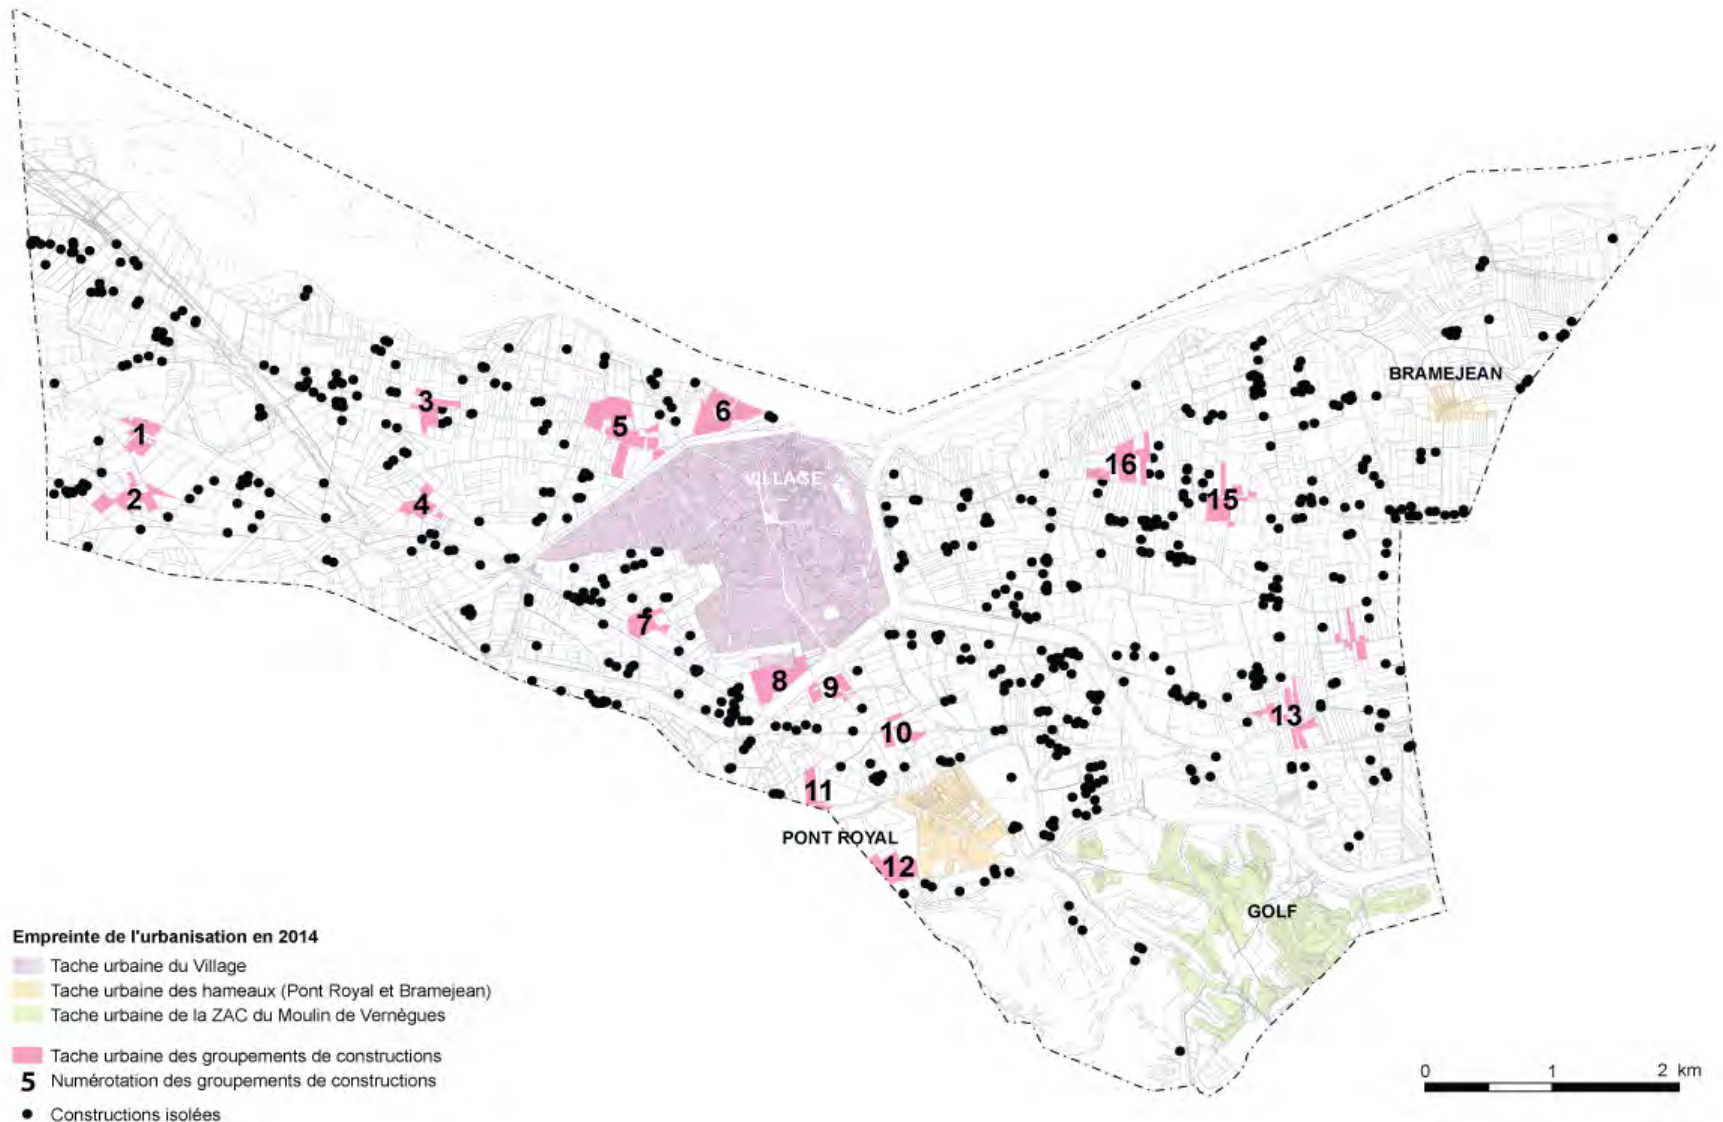 BRAMEJEAN
3
6
5
1
16
VILLAGE
15
2
4
7
8
9
13
10
11
PONT ROYAL
12
GOLF
Empreinte de l'urbanisation en 2014
Tache urbaine du Village
Tache urbaine des hameaux (Pont Royal et Bramejean)
Tache urbaine de la ZAC du Moulin de Vernègues
Tache urbaine des groupements de constructions
5 Numérotation des groupements de constructions
Constructions isolées
0 1 2 km